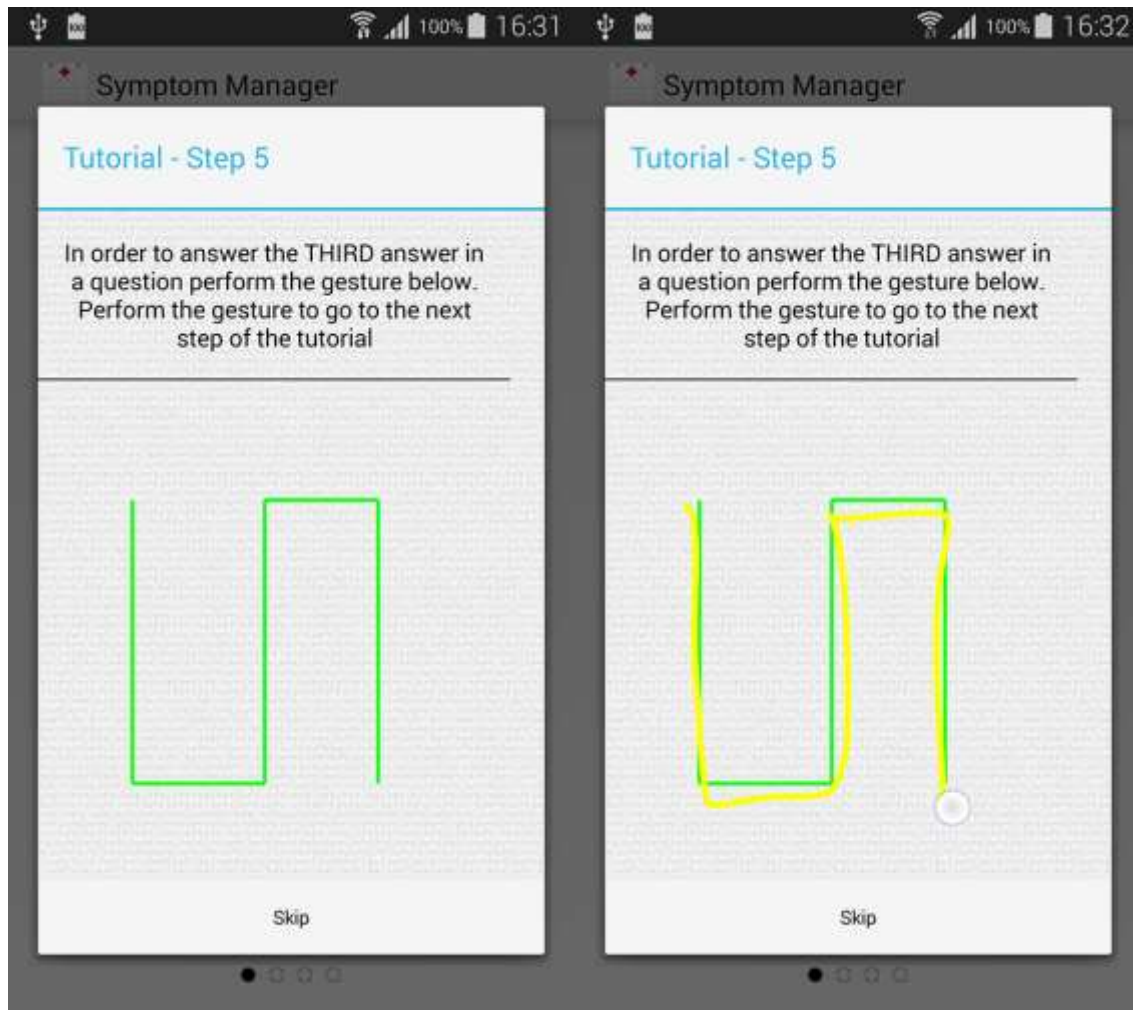 100% 16:31
Symptom Manager
Tutorial - Step 5
In order to answer the THIRD answer in
a question perform the gesture below.
Perform the gesture to go to the next
step of the tutorial
Skip
100% 16:32
Symptom Manager
Tutorial - Step 5
In order to answer the THIRD answer in
a question perform the gesture below.
Perform the gesture to go to the next
step of the tutorial
Skip